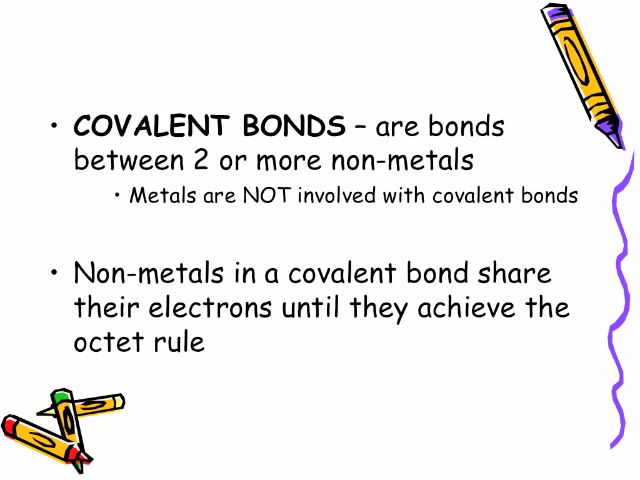 • COVALENT BONDS – are bonds
between 2 or more non-metals
• Metals are NOT involved with covalent bonds
• Non-metals in a covalent bond share
their electrons until they achieve the
octet rule